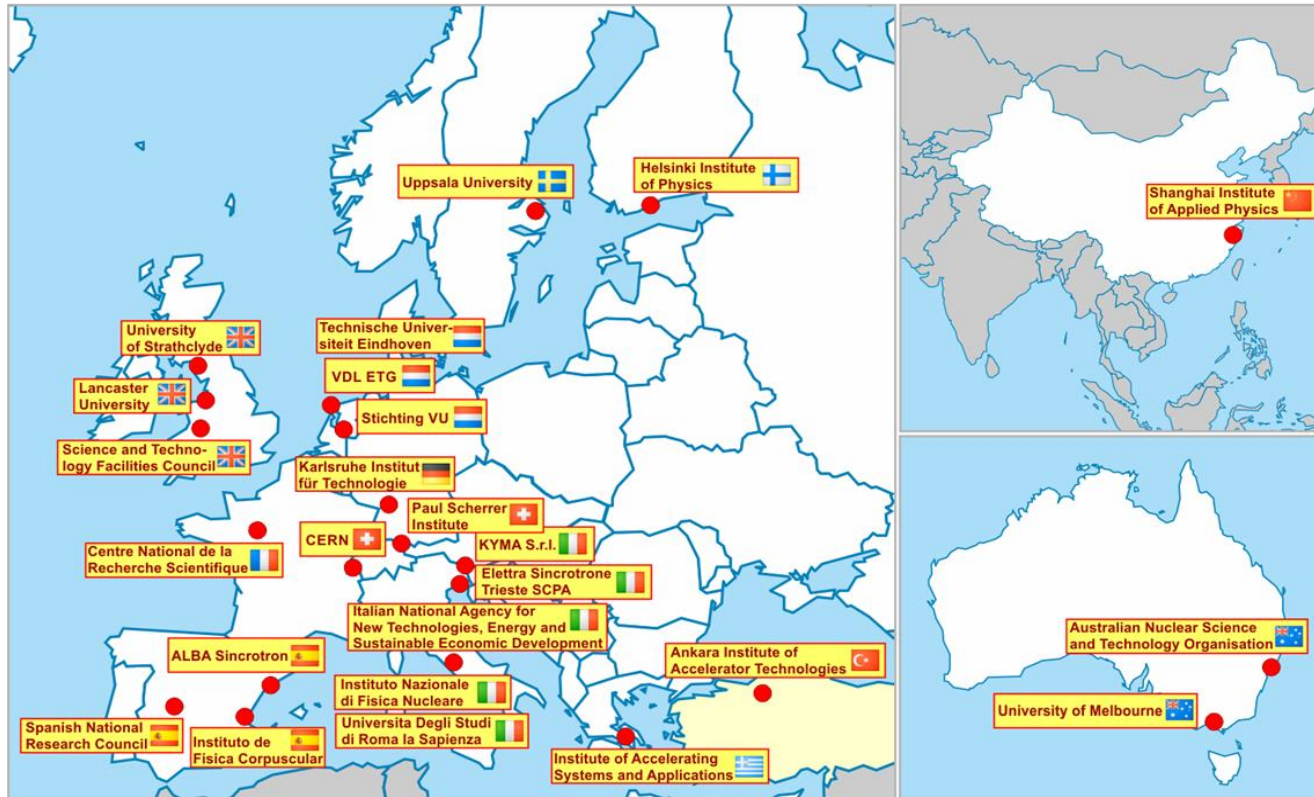 Uppsala University
Helsinki Institute
of Physics
University
of Strathclyde
Technische Univer-
siteit Eindhoven
VDL ETG
Lancaster
University
Stichting VU
Science and Techno-
logy Facilities Council
Karlsruhe Institut
für Technologie
Paul Scherrer
Institute
CERN
KYMA S.r.l.
Centre National de la
Recherche Scientifique
Elettra Sincrotrone
Trieste SCPA
Italian National Agency for
New Technologies, Energy and
Sustainable Economic Development
ALBA Sincrotron
Ankara Institute of
Accelerator Technologies
Instituto Nazionale
di Fisica Nucleare
Spanish National
Research Council
Instituto de
Fisica Corpuscular
Universita Degli Studi
di Roma la Sapienza
Institute of Accelerating
Systems and Applications
Shanghai Institute
of Applied Physics
Australian Nuclear Science
and Technology Organisation
University of Melbourne